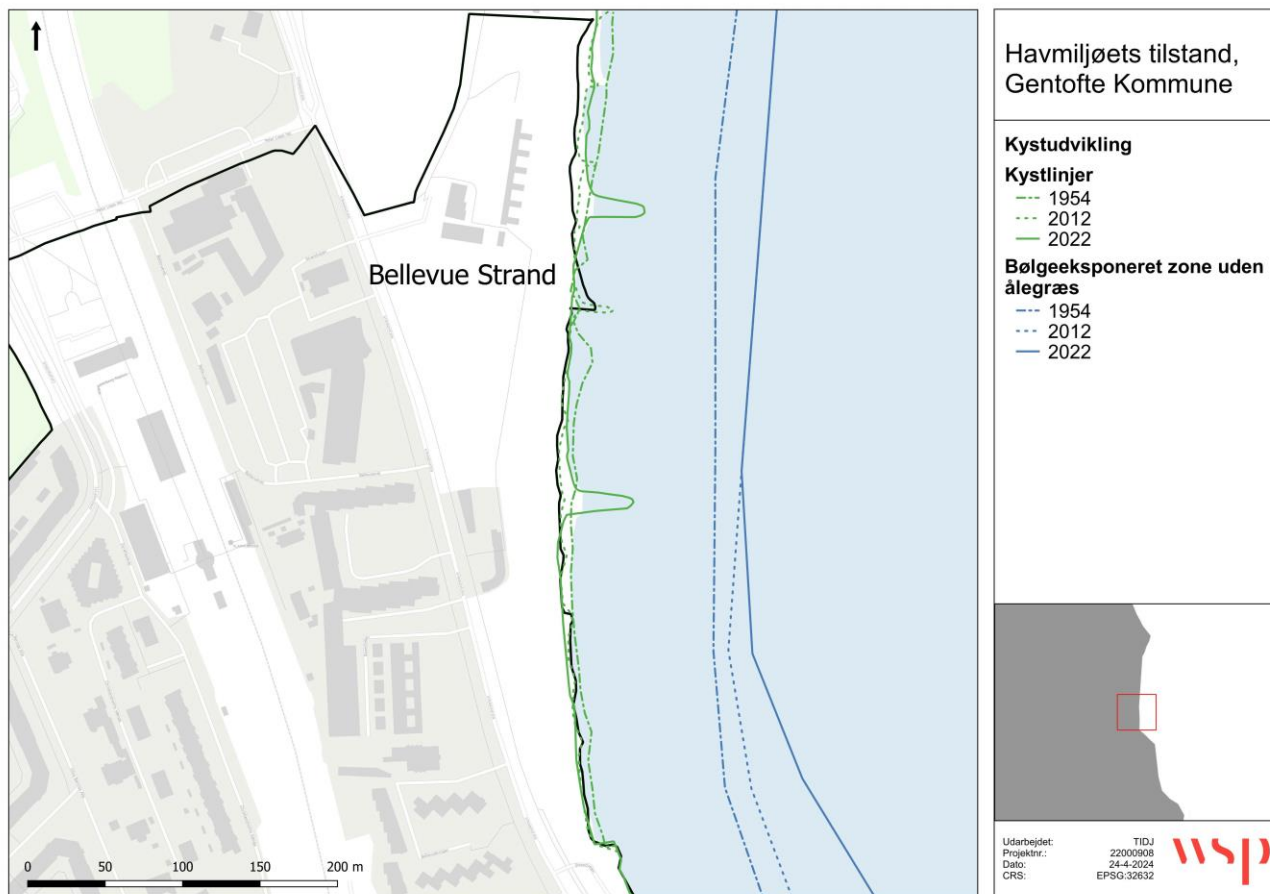 Bellevue Strand
0 50 100 150 200 m
Havmiljøets tilstand,
Gentofte Kommune
Kystudvikling
Kystlinjer
1954
2012
2022
Bølgeeksponeret zone uden
ålegræs
1954
2012
2022
Udarbejdet: TIDJ
Projektnr.: 22000908
Dato: 24-4-2024
CRS: EPSG:32632
wsp